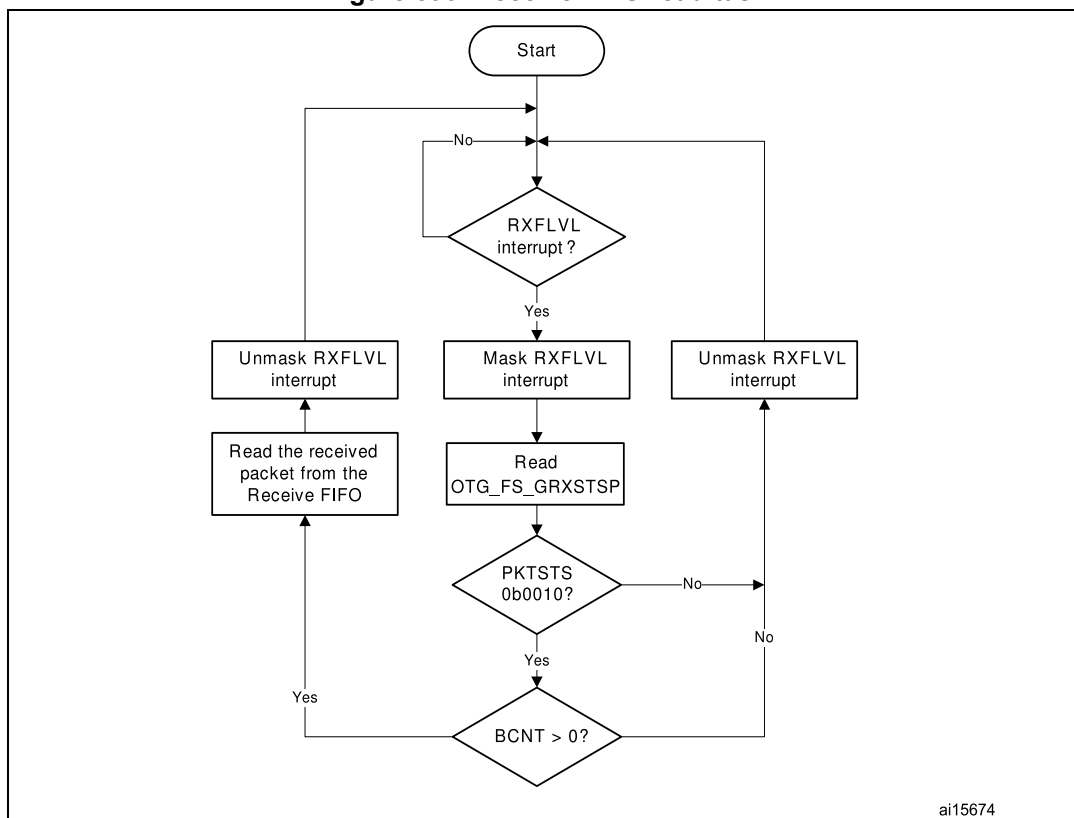 Start
No
RXFLVL
interrupt?
Yes
Unmask RXFLVL
interrupt
Mask RXFLVL
interrupt
Unmask RXFLVL
interrupt
Read the received
packet from the
Receive FIFO
Read
OTG_FS_GRXSTSP
PKTSTS
0b0010?
No
No
Yes
Yes
BCNT > 0?
ai15674